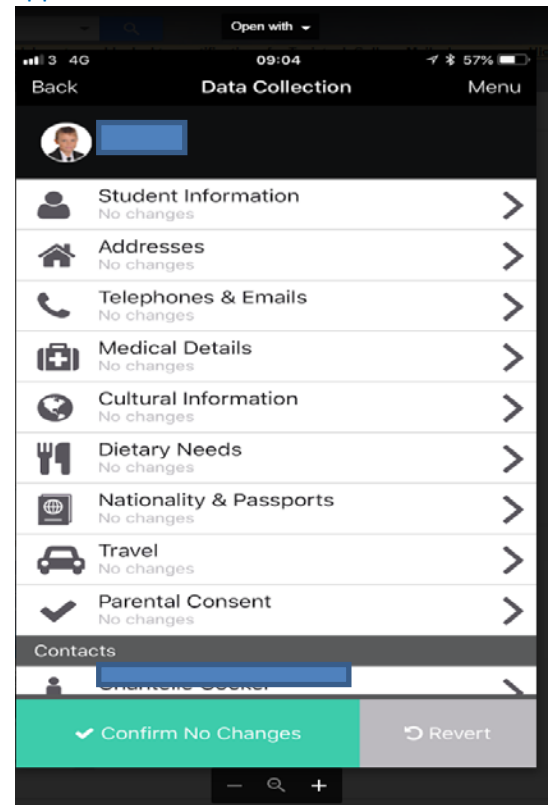 Open with
3 4G 09:04 57%
Back Data Collection Menu
Student Information
No changes
Addresses
No changes
Telephones & Emails
No changes
Medical Details
No changes
Cultural Information
No changes
Dietary Needs
No changes
Nationality & Passports
No changes
Travel
No changes
Parental Consent
No changes
Contacts
Confirm No Changes Revert